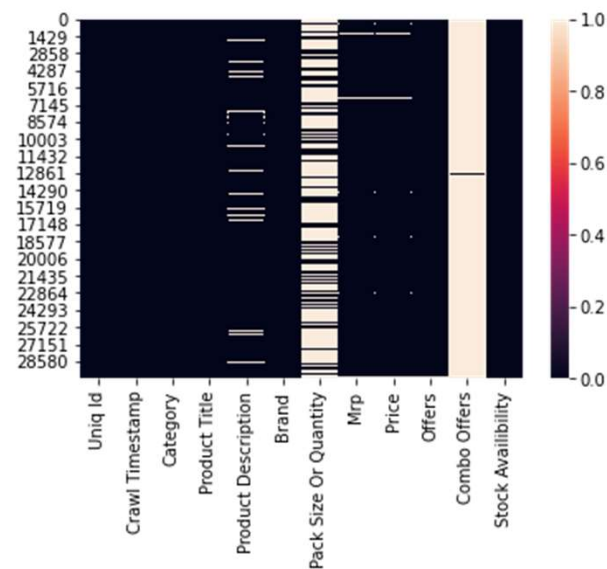 0
1429
2858
4287
5716
7145
8574
10003
11432
12861
14290
15719
17148
18577
20006
21435
22864
24293
25722
27151
28580
1.0
0.8
0.6
0.4
0.2
0.0
Uniq Id
Crawl Timestamp
Category
Product Title
Product Description
Brand
Pack Size Or Quantity
Mrp
Price
Offers
Combo Offers
Stock Availibility